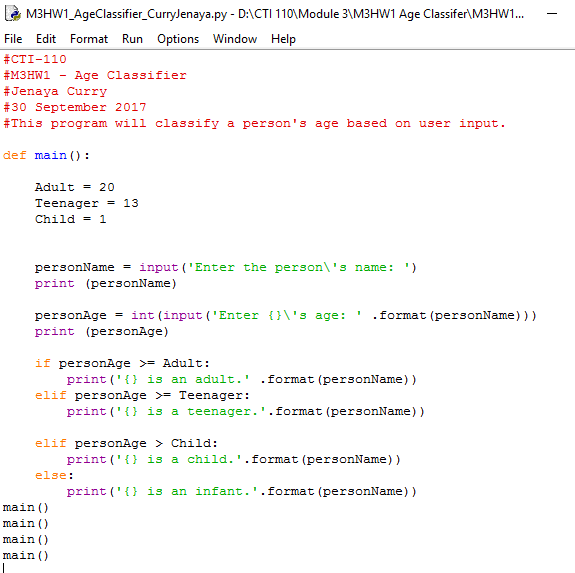 M3HW1_AgeClassifier_CurryJenaya.py - D:\CTI 110\Module 3\M3HW1 Age Classifer\M3HW1...
File Edit Format Run Options Window Help
#CTI-110
#M3HW1 - Age Classifier
#Jenaya Curry
#30 September 2017
#This program will classify a person's age based on user input.
def main():
    Adult = 20
    Teenager = 13
    Child = 1
    personName = input('Enter the person\'s name: ')
    print (personName)
    personAge = int(input('Enter {}\'s age: ' .format(personName)))
    print (personAge)
    if personAge >= Adult:
        print('{} is an adult.' .format(personName))
    elif personAge >= Teenager:
        print('{} is a teenager.'.format(personName))
    elif personAge > Child:
        print('{} is a child.'.format(personName))
    else:
        print('{} is an infant.'.format(personName))
main()
main()
main()
main()